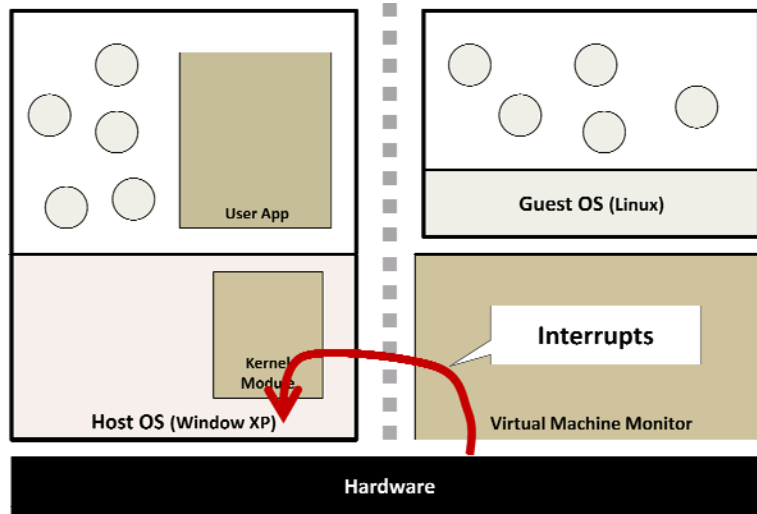 User App
Guest OS (Linux)
Interrupts
Kernel
Module
Host OS (Window XP)
Virtual Machine Monitor
Hardware